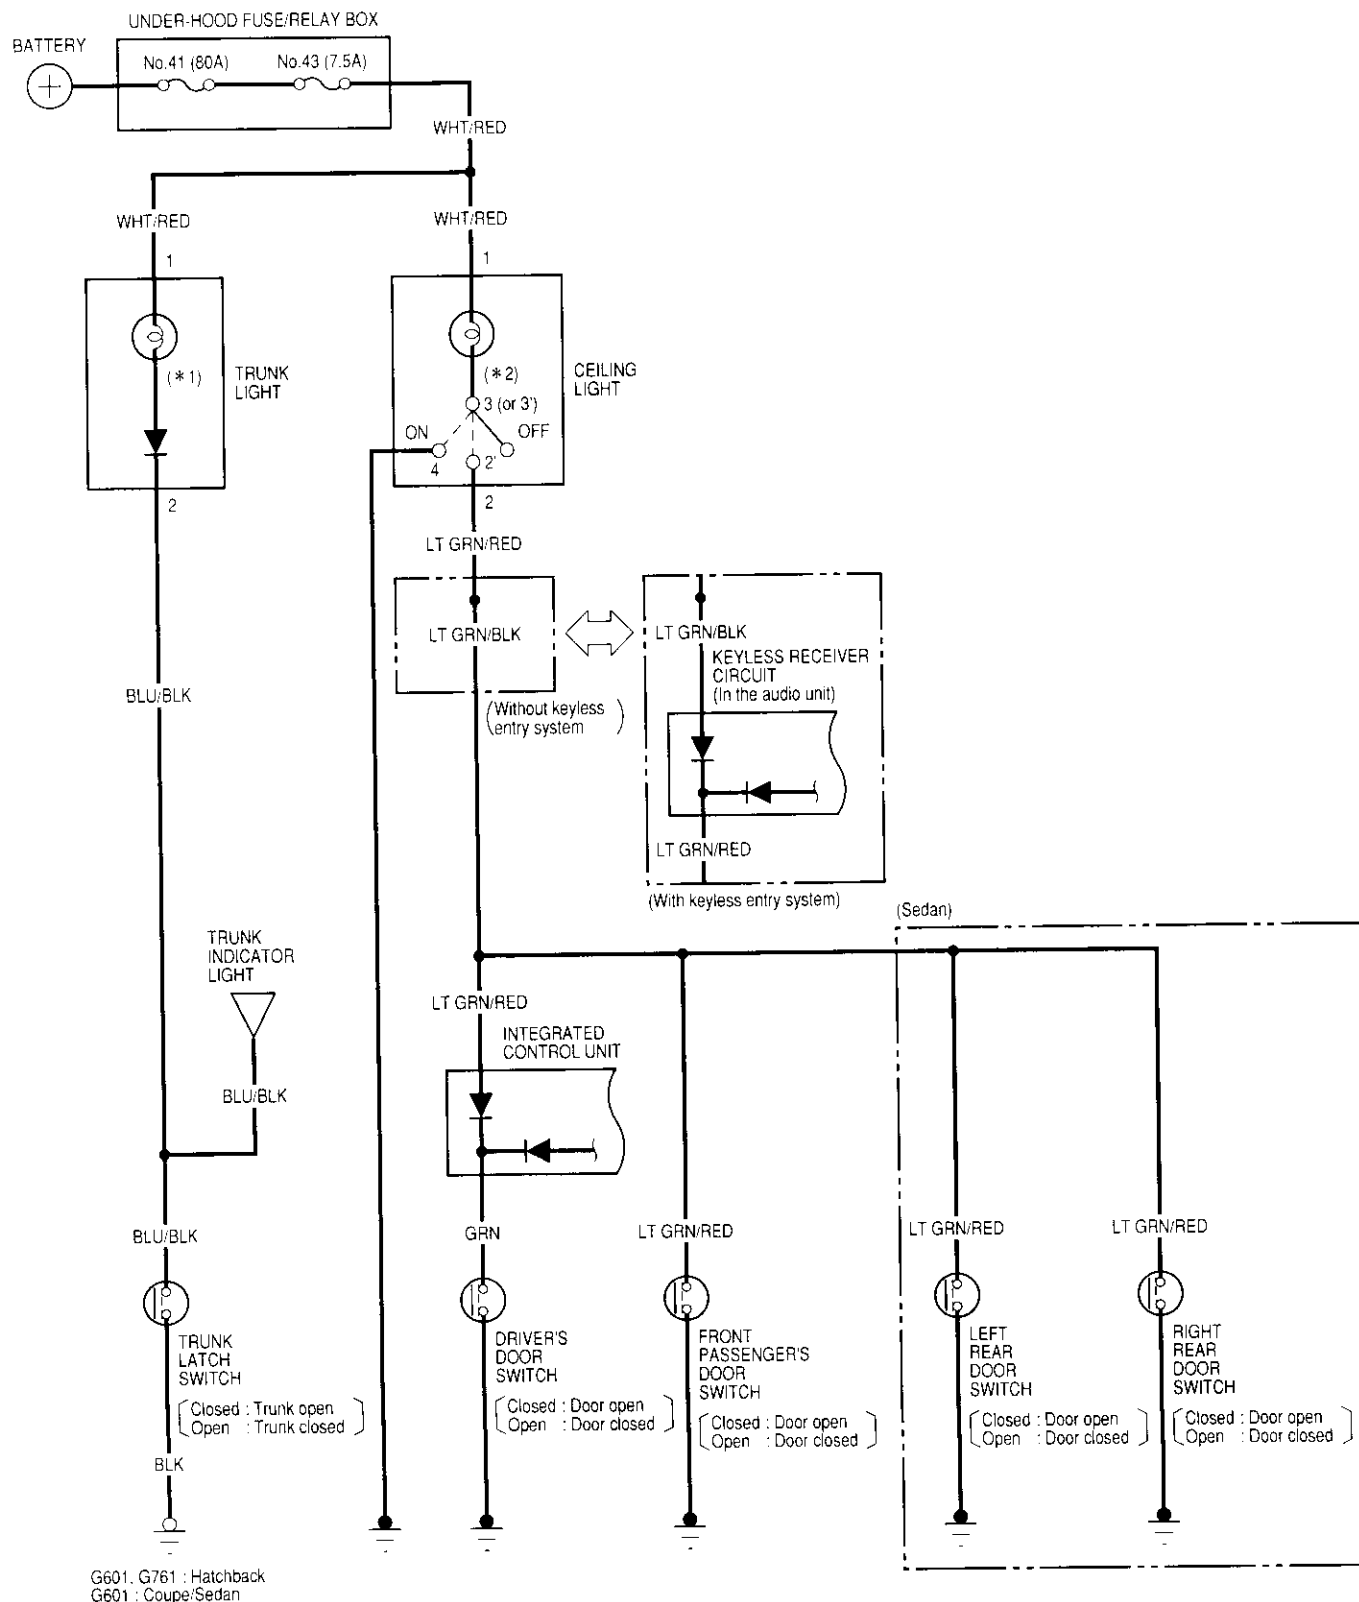 UNDER-HOOD FUSE/RELAY BOX
BATTERY
No.41 (80A)
No.43 (7.5A)
WHT/RED
WHT/RED
WHT/RED
1
1
(*1)
TRUNK
LIGHT
(*2)
CEILING
LIGHT
3 (or 3')
ON
OFF
4
2'
2
2
LT GRN/RED
LT GRN/BLK
(Without keyless
entry system)
LT GRN/BLK
KEYLESS RECEIVER
CIRCUIT
(In the audio unit)
LT GRN/RED
(With keyless entry system)
BLU/BLK
(Sedan)
TRUNK
INDICATOR
LIGHT
BLU/BLK
LT GRN/RED
INTEGRATED
CONTROL UNIT
BLU/BLK
GRN
LT GRN/RED
LT GRN/RED
LT GRN/RED
TRUNK
LATCH
SWITCH
[Closed : Trunk open
Open : Trunk closed]
DRIVER'S
DOOR
SWITCH
[Closed : Door open
Open : Door closed]
FRONT
PASSENGER'S
DOOR
SWITCH
[Closed : Door open
Open : Door closed]
LEFT
REAR
DOOR
SWITCH
[Closed : Door open
Open : Door closed]
RIGHT
REAR
DOOR
SWITCH
[Closed : Door open
Open : Door closed]
BLK
G601, G761 : Hatchback
G601 : Coupe/Sedan